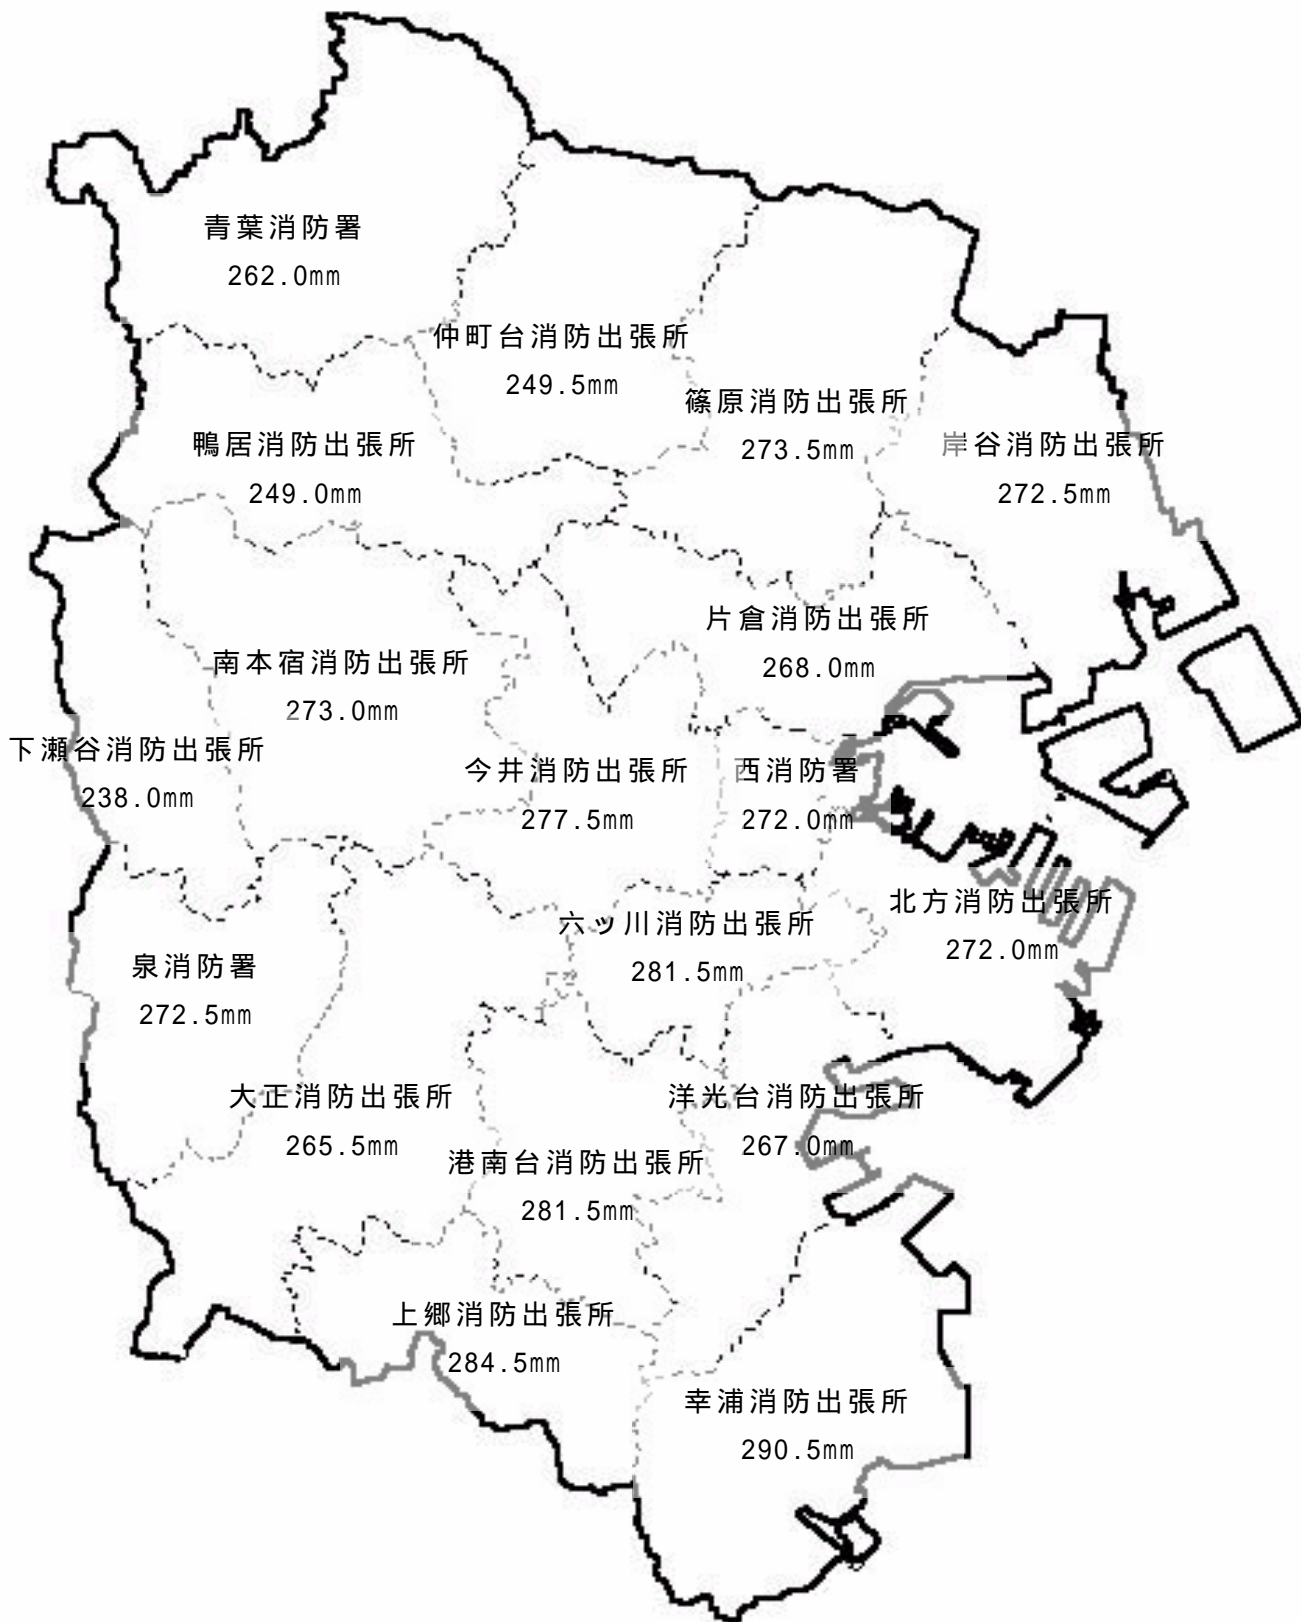 青葉消防署
262.0mm
仲町台消防出張所
249.5mm
篠原消防出張所
273.5mm
鴨居消防出張所
249.0mm
岸谷消防出張所
272.5mm
片倉消防出張所
268.0mm
南本宿消防出張所
273.0mm
下瀬谷消防出張所
238.0mm
今井消防出張所
277.5mm
西消防署
272.0mm
北方消防出張所
272.0mm
六ッ川消防出張所
281.5mm
泉消防署
272.5mm
大正消防出張所
265.5mm
洋光台消防出張所
267.0mm
港南台消防出張所
281.5mm
上郷消防出張所
284.5mm
幸浦消防出張所
290.5mm